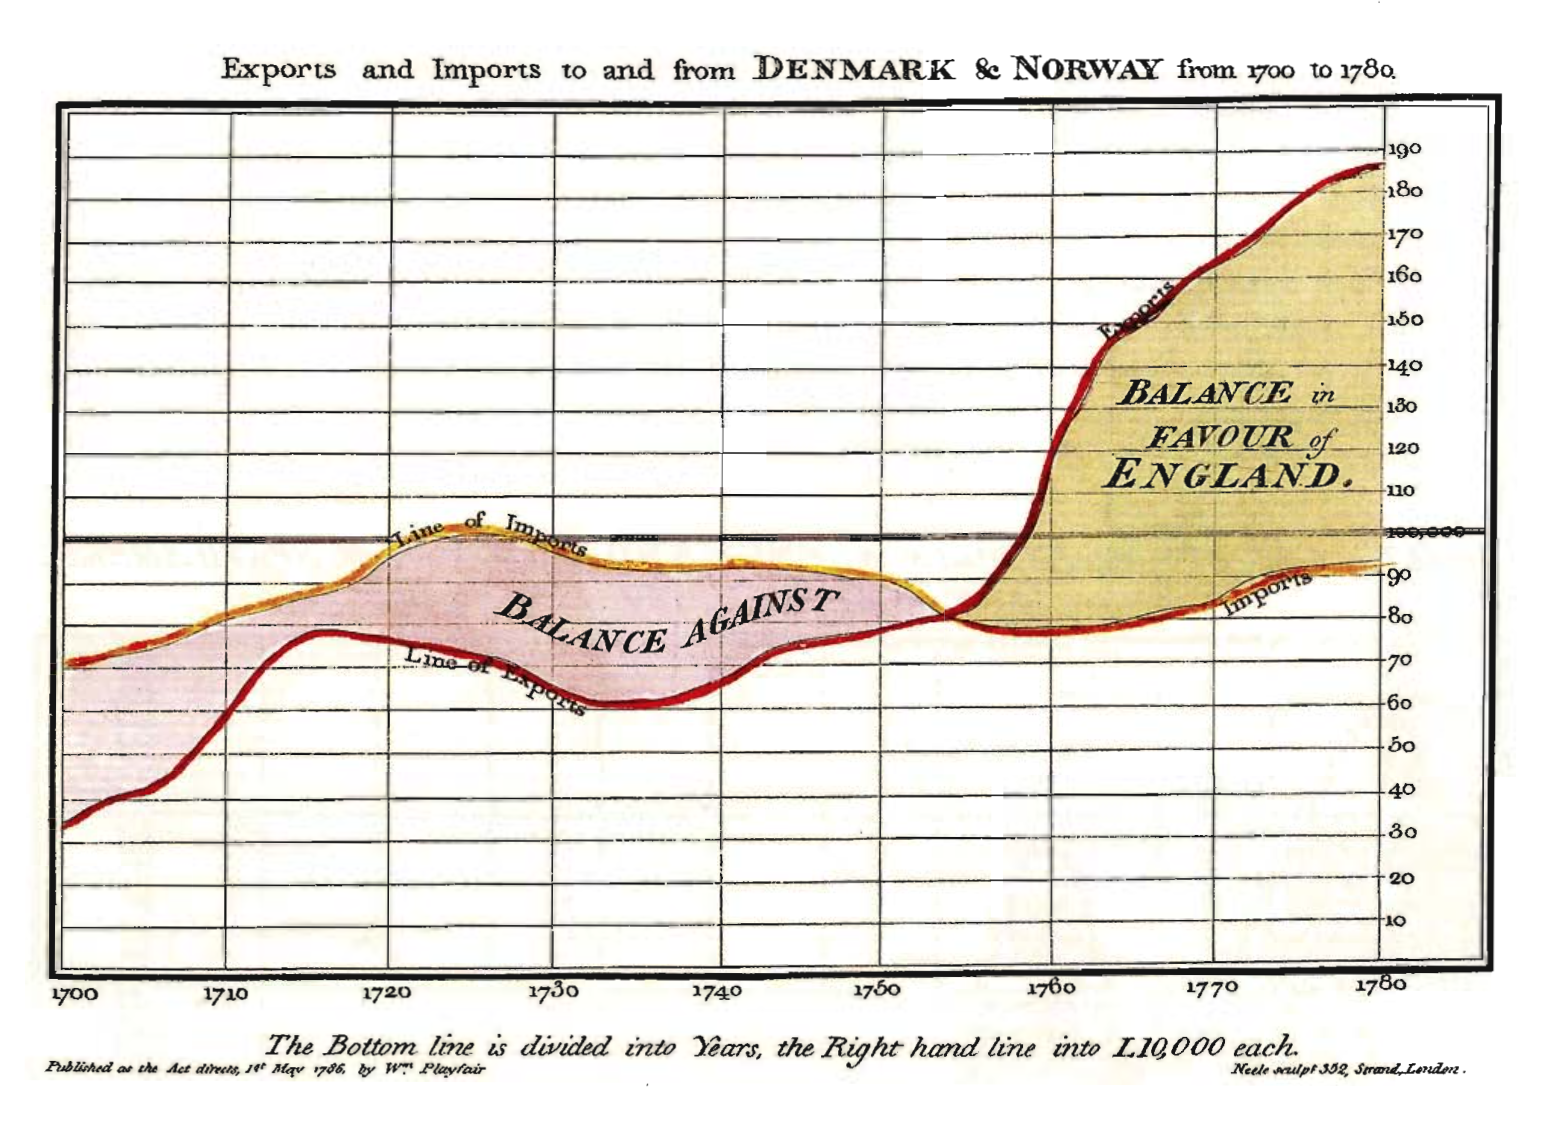 Exports and Imports to and from DENMARK & NORWAY from 1700 to 1780.
190
180
170
160
150
140
130
120
110
100,000
90
80
70
60
50
40
30
20
10
Exports
BALANCE in
FAVOUR of
ENGLAND.
Line of Imports
BALANCE AGAINST
Imports
Line of Exports
1700 1710 1720 1730 1740 1750 1760 1770 1780
The Bottom line is divided into Years, the Right hand line into L10,000 each.
Published as the Act directs, 1st May 1786, by Wm Playfair
Neele sculpt 352, Strand, London.